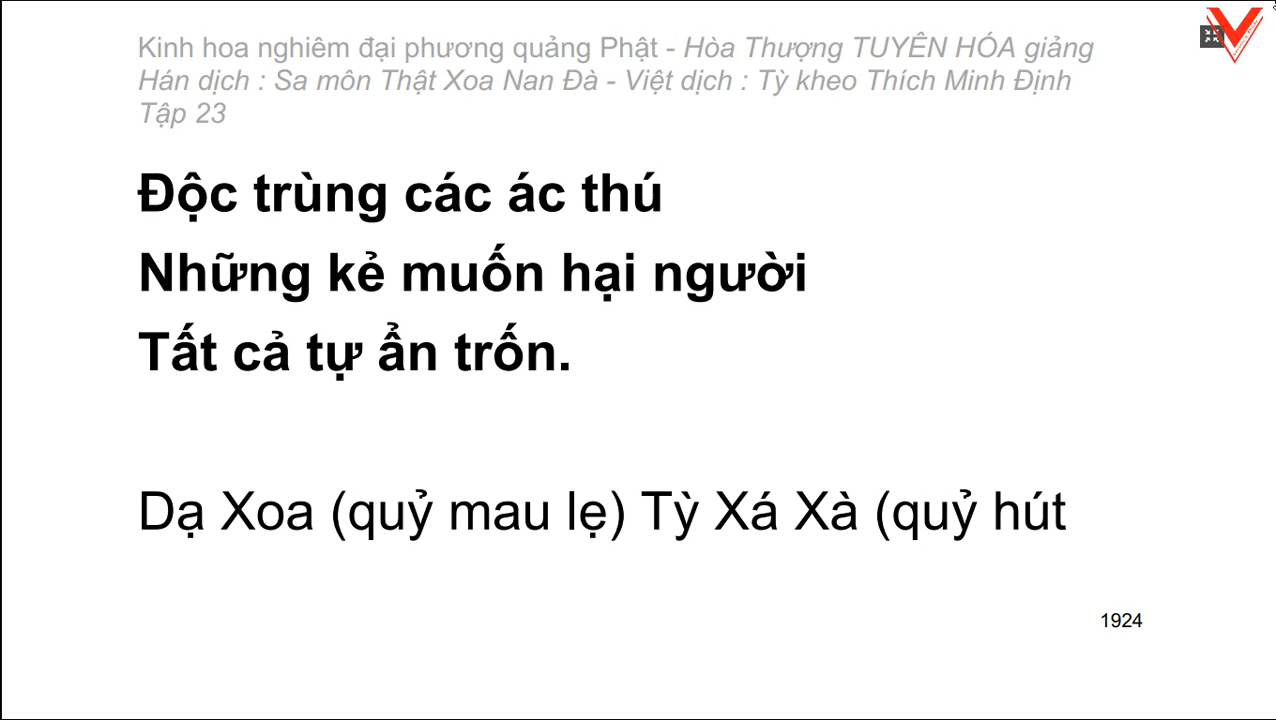 Kinh hoa nghiêm đại phương quảng Phật - Hòa Thượng TUYÊN HÓA giảng
Hán dịch : Sa môn Thật Xoa Nan Đà - Việt dịch : Tỳ kheo Thích Minh Định
Tập 23
Độc trùng các ác thú
Những kẻ muốn hại người
Tất cả tự ẩn trốn.
Dạ Xoa (quỷ mau lẹ) Tỳ Xá Xà (quỷ hút
1924